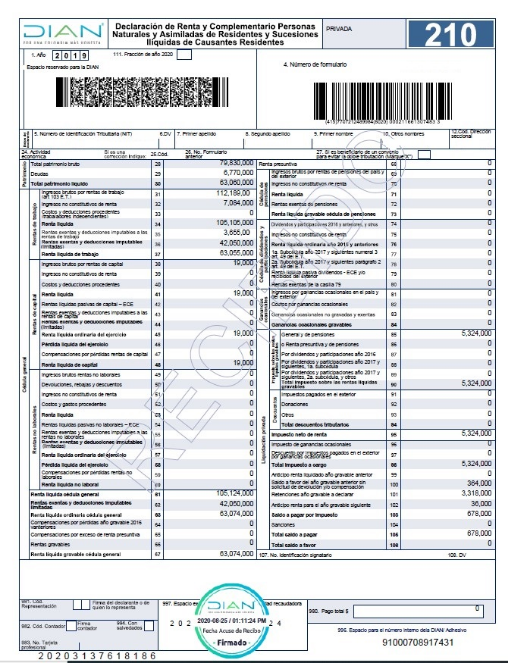 DIAN
Declaración de Renta y Complementario Personas
Naturales y Asimiladas de Residentes y Sucesiones
Ilíquidas de Causantes Residentes
PRIVADA
210
1. Año 2 0 1 9
111. Fracción de año 2020
Espacio reservado para la DIAN
4. Número de formulario
5. Número de Identificación Tributaria (NIT) 6.DV 7. Primer apellido 8. Segundo apellido 9. Primer nombre 10. Otros nombres 12.Cod. Dirección
seccional
24. Actividad
económica
Si es una
corrección indique:
25.Cód.
26. No. Formulario
anterior
27. Si es beneficiario de un convenio
para evitar la doble tributación (Marque"X")
Patrimonio
Total patrimonio bruto 28 79,830,000
Deudas 29 6,770,000
Total patrimonio líquido 30 63,060,000
Cédula general
Rentas de trabajo
Ingresos brutos por rentas de trabajo
(art 103 E.T.) 31 112,189,000
Ingresos no constitutivos de renta 32 7,084,000
Costos y deducciones procedentes
(trabajadores independientes) 33 0
Renta líquida 34 105,105,000
Rentas exentas y deducciones imputables a las
rentas de trabajo 35
Rentas exentas y deducciones imputables
(limitadas) 36 42,050,000
Renta líquida de trabajo 37 63,055,000
Rentas de capital
Ingresos brutos por rentas de capital 38 19,000
Ingresos no constitutivos de renta 39 0
Costos y deducciones procedentes 40 0
Renta líquida 41 19,000
Rentas líquidas pasivas de capital – ECE 42 0
Rentas exentas y deducciones imputables a las
rentas de capital 43 0
Rentas exentas y deducciones imputables
(limitadas) 44 0
Renta líquida ordinaria del ejercicio 45 19,000
Pérdida líquida del ejercicio 46 0
Compensaciones por pérdidas rentas de capital 47 0
Renta líquida de capital 48 19,000
Rentas no laborales
Ingresos brutos rentas no laborales 49 0
Devoluciones, rebajas y descuentos 50 0
Ingresos no constitutivos de renta 51 0
Costos y gastos procedentes 52 0
Renta líquida 53 0
Rentas líquidas pasivas no laborales – ECE 54 0
Rentas exentas y deducciones imputables a las
rentas no laborales 55 0
Rentas exentas y deducciones imputables
(limitadas) 56 0
Renta líquida ordinaria del ejercicio 57 0
Pérdida líquida del ejercicio 58 0
Compensaciones por pérdidas rentas no
laborales 59 0
Renta líquida no laboral 60 0
Renta líquida cédula general 61 105,124,000
Rentas exentas y deducciones imputables
limitadas 62 42,050,000
Renta líquida ordinaria cédula general 63 63,074,000
Compensaciones por pérdidas año gravable 2018
y anteriores 64 0
Compensaciones por exceso de renta presuntiva 65 0
Rentas gravables 66 0
Renta líquida gravable cédula general 67 63,074,000
Renta presuntiva 68 0
Ingresos brutos por rentas de pensiones del país y
del exterior 69 0
Ingresos no constitutivos de renta 70 0
Renta líquida 71 0
Rentas exentas de pensiones 72 0
Renta líquida gravable cédula de pensiones 73 0
Dividendos y participaciones 2016 y anteriores, y otros 74 0
Ingresos no constitutivos de renta 75 0
Renta líquida ordinaria año 2016 y anteriores 76 0
1a. Subcédula año 2017 y siguientes numeral 3
art. 49 del E.T. 77 0
2a. Subcédula año 2017 y siguientes parágrafo 2
art. 49 del E.T. 78 0
Renta líquida pasiva dividendos - ECE y/o
recibidos del exterior 79 0
Rentas exentas de la casilla 79 80 0
Ingresos por ganancias ocasionales en el país y
del exterior 81 0
Costos por ganancias ocasionales 82 0
Ganancias ocasionales no gravadas y exentas 83 0
Ganancias ocasionales gravables 84 0
Liquidación privada
General y de pensiones 85 5,324,000
o Renta presuntiva y de pensiones 86 0
Por dividendos y participaciones año 2016 87 0
Por dividendos y participaciones año 2017 y
siguientes, 1a. subcédula 88 0
Por dividendos y participaciones año 2017 y
siguientes, 2a. subcédula, y otros 89 0
Total impuesto sobre las rentas líquidas
gravables 90 5,324,000
Descuentos
Impuestos pagados en el exterior 91 0
Donaciones 92 0
Otros 93 0
Total descuentos tributarios 94 0
Impuesto neto de renta 95 5,324,000
Impuesto de ganancias ocasionales 96 0
Descuento por impuestos pagados en el exterior
por ganancias ocasionales 97 0
Total impuesto a cargo 98 5,324,000
Anticipo renta liquidado año gravable anterior 99 0
Saldo a favor del año gravable anterior sin
solicitud de devolución y/o compensación 100 364,000
Retenciones año gravable a declarar 101 3,318,000
Anticipo renta para el año gravable siguiente 102 36,000
Saldo a pagar por impuesto 103 678,000
Sanciones 104 0
Total saldo a pagar 105 678,000
Total saldo a favor 106 0
107. No. Identificación signatario 108. DV
RECIBIDO
981. Cód.
Representación
Firma del declarante o de
quien lo representa
982. Cód. Contador
Firma
contador
994. Con
salvedades
983. No. Tarjeta
profesional
DIAN
2020-08-25 / 01:11:24 PM
Fecha Acuse de Recibo
· Firmado ·
980. Pago total $ 0
996. Espacio para el número interno de la DIAN/ Adhesivo
91000708917431
20203137618186